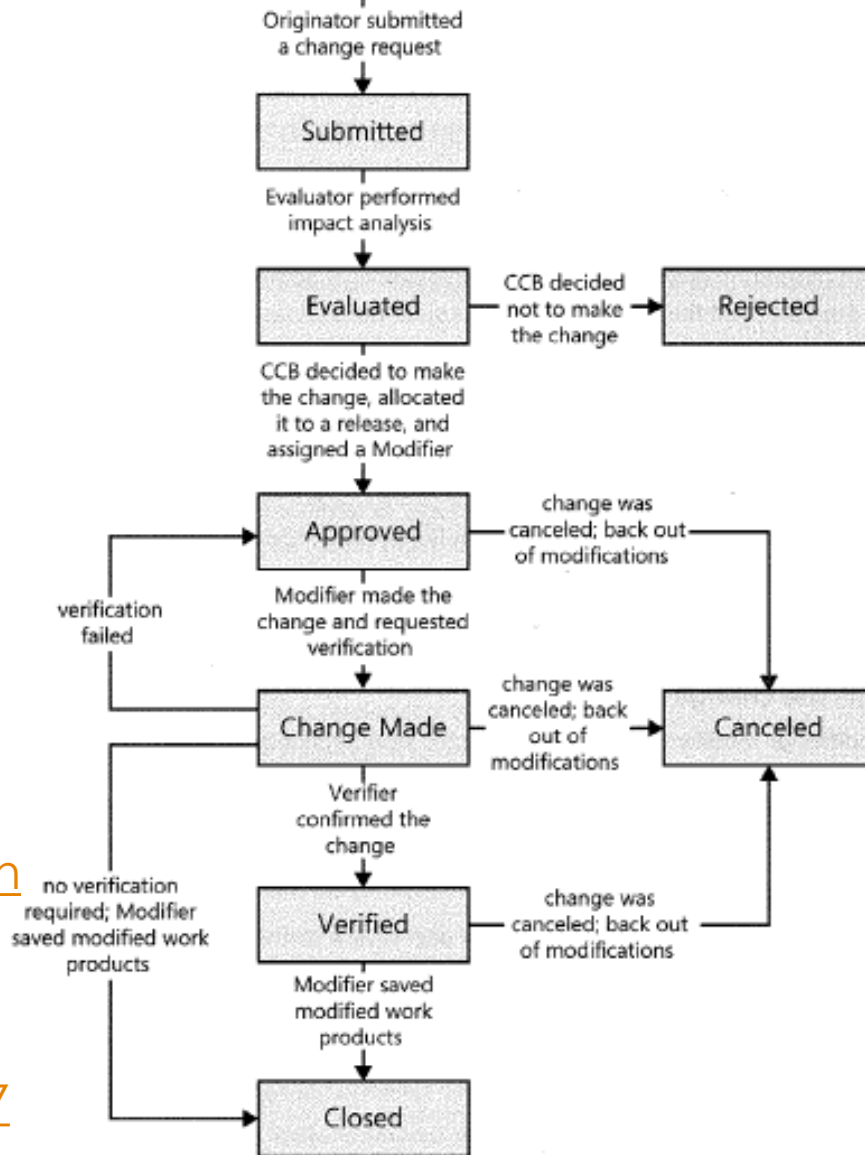 Originator submitted
a change request
Submitted
Evaluator performed
impact analysis
Evaluated
CCB decided
not to make
the change
Rejected
CCB decided to make
the change, allocated
it to a release, and
assigned a Modifier
Approved
change was
canceled; back out
of modifications
verification
failed
Modifier made the
change and requested
verification
Change Made
change was
canceled; back
out of
modifications
Canceled
Verifier
confirmed the
change
n
no verification
required; Modifier
saved modified work
products
Verified
change was
canceled; back out
of modifications
Modifier saved
modified work
products
Closed